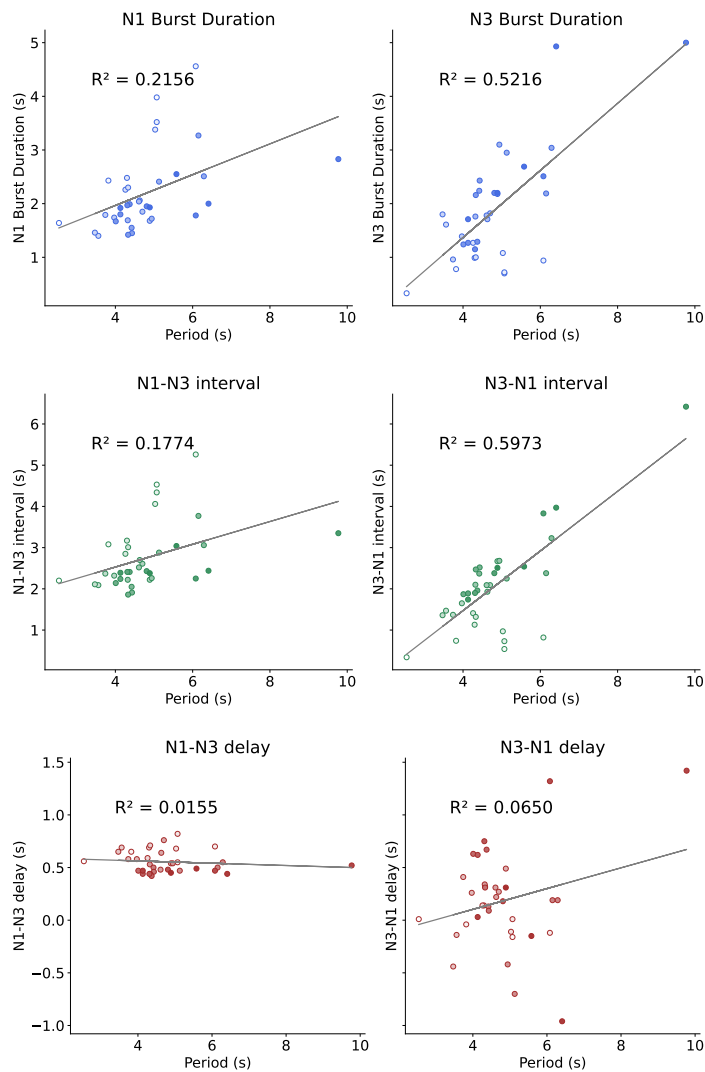 N1 Burst Duration
N3 Burst Duration
R² = 0.2156
R² = 0.5216
N1 Burst Duration (s)
N3 Burst Duration (s)
5
4
3
2
1
4 6 8 10
4 6 8 10
Period (s)
Period (s)
N1-N3 interval
N3-N1 interval
R² = 0.1774
R² = 0.5973
N1-N3 interval (s)
N3-N1 interval (s)
6
5
4
3
2
1
4 6 8 10
4 6 8 10
Period (s)
Period (s)
N1-N3 delay
N3-N1 delay
R² = 0.0155
R² = 0.0650
N1-N3 delay (s)
N3-N1 delay (s)
1.5
1.0
0.5
0.0
−0.5
−1.0
4 6 8 10
4 6 8 10
Period (s)
Period (s)